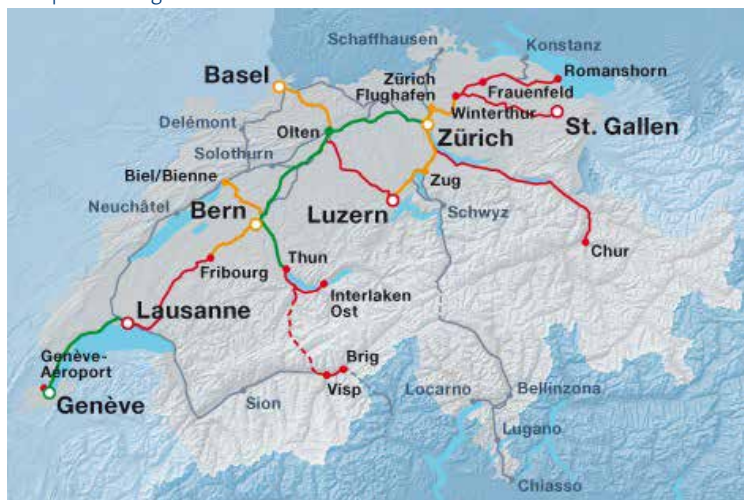 Schaffhausen
Konstanz
Basel
Zürich
Flughafen
Romanshorn
Frauenfeld
Winterthur
Delémont
Olten
Zürich
St. Gallen
Solothurn
Biel/Bienne
Zug
Neuchâtel
Bern
Luzern
Schwyz
Thun
Chur
Fribourg
Interlaken
Ost
Lausanne
Genève-
Aéroport
Brig
Genève
Visp
Sion
Locarno
Bellinzona
Lugano
Chiasso